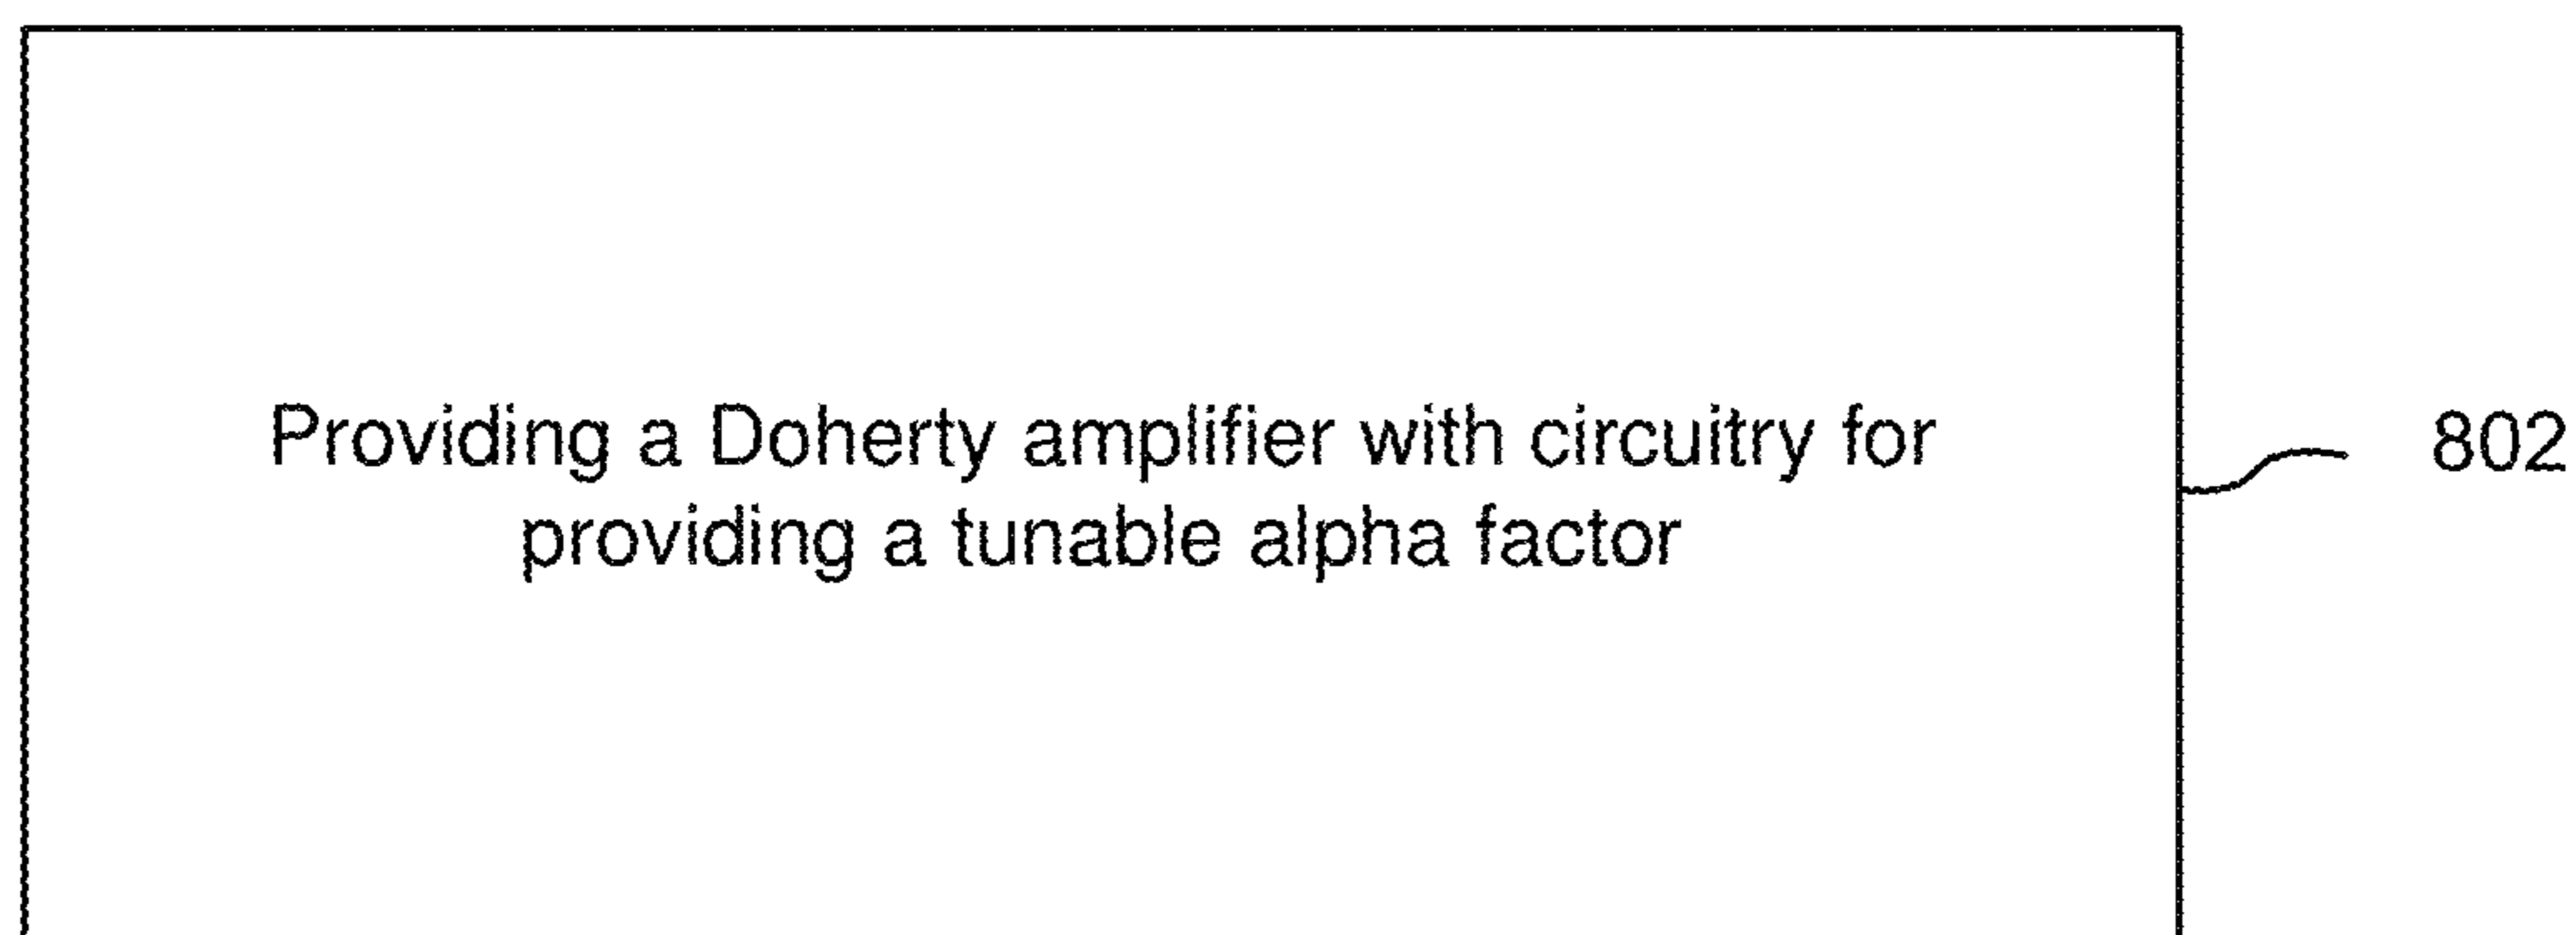 Providing a Doherty amplifier with circuitry for
providing a tunable alpha factor
802